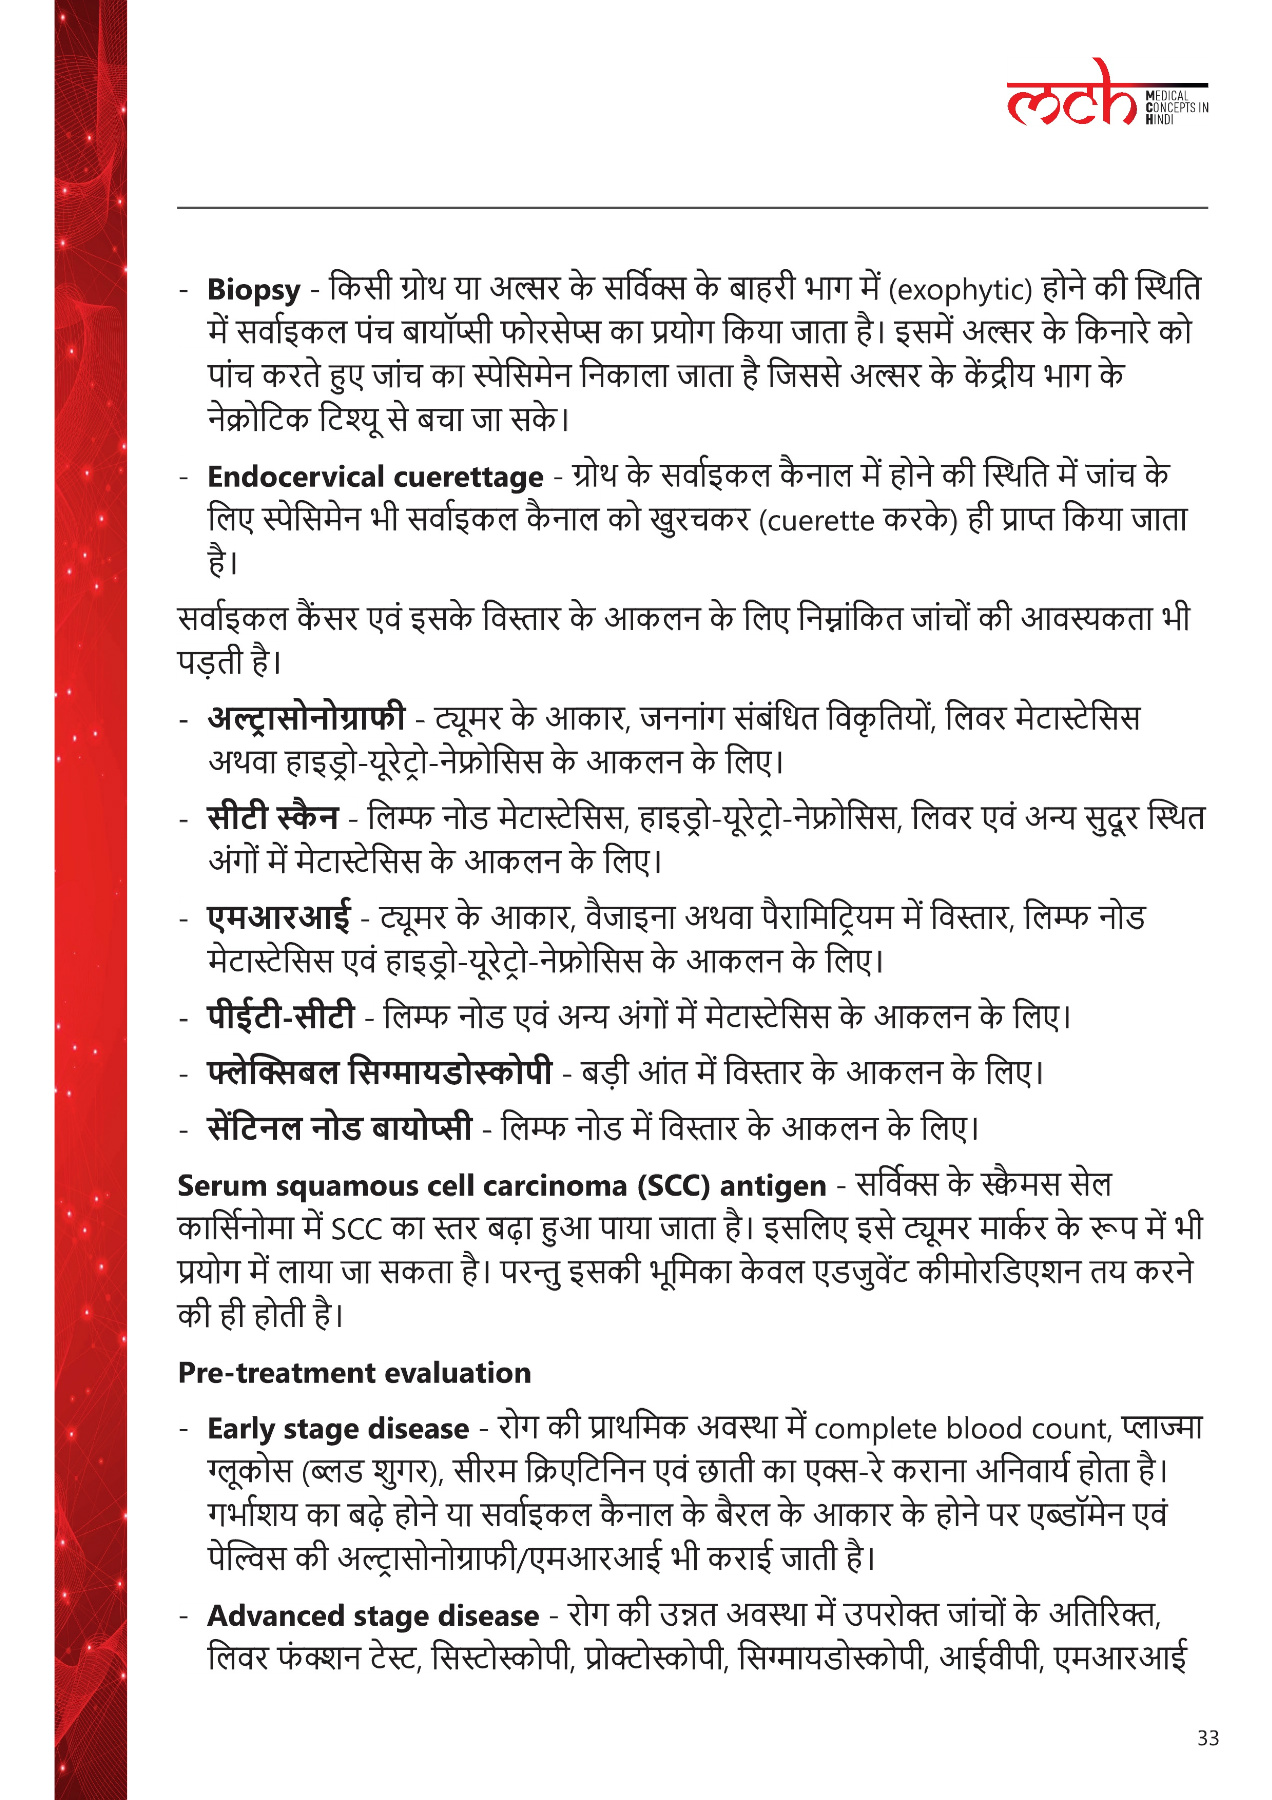 mch MEDICAL
CONCEPTS IN
HINDI
- Biopsy - किसी ग्रोथ या अल्सर के सर्विक्स के बाहरी भाग में (exophytic) होने की स्थिति
में सर्वाइकल पंच बायॉप्सी फोरसेप्स का प्रयोग किया जाता है। इसमें अल्सर के किनारे को
पांच करते हुए जांच का स्पेसिमेन निकाला जाता है जिससे अल्सर के केंद्रीय भाग के
नेक्रोटिक टिश्यू से बचा जा सके।
- Endocervical cuerettage - ग्रोथ के सर्वाइकल कैनाल में होने की स्थिति में जांच के
लिए स्पेसिमेन भी सर्वाइकल कैनाल को खुरचकर (cuerette करके) ही प्राप्त किया जाता
है।
सर्वाइकल कैंसर एवं इसके विस्तार के आकलन के लिए निम्नांकित जांचों की आवस्यकता भी
पड़ती है।
- अल्ट्रासोनोग्राफी - ट्यूमर के आकार, जननांग संबंधित विकृतियों, लिवर मेटास्टेसिस
अथवा हाइड्रो-यूरेट्रो-नेफ्रोसिस के आकलन के लिए।
- सीटी स्कैन - लिम्फ नोड मेटास्टेसिस, हाइड्रो-यूरेट्रो-नेफ्रोसिस, लिवर एवं अन्य सुदूर स्थित
अंगों में मेटास्टेसिस के आकलन के लिए।
- एमआरआई - ट्यूमर के आकार, वैजाइना अथवा पैरामिट्रियम में विस्तार, लिम्फ नोड
मेटास्टेसिस एवं हाइड्रो-यूरेट्रो-नेफ्रोसिस के आकलन के लिए।
- पीईटी-सीटी - लिम्फ नोड एवं अन्य अंगों में मेटास्टेसिस के आकलन के लिए।
- फ्लेक्सिबल सिग्मायडोस्कोपी - बड़ी आंत में विस्तार के आकलन के लिए।
- सेंटिनल नोड बायोप्सी - लिम्फ नोड में विस्तार के आकलन के लिए।
Serum squamous cell carcinoma (SCC) antigen - सर्विक्स के स्क्वैमस सेल
कार्सिनोमा में SCC का स्तर बढ़ा हुआ पाया जाता है। इसलिए इसे ट्यूमर मार्कर के रूप में भी
प्रयोग में लाया जा सकता है। परन्तु इसकी भूमिका केवल एडजुवेंट कीमोरडिएशन तय करने
की ही होती है।
Pre-treatment evaluation
- Early stage disease - रोग की प्राथमिक अवस्था में complete blood count, प्लाज्मा
ग्लूकोस (ब्लड शुगर), सीरम क्रिएटिनिन एवं छाती का एक्स-रे कराना अनिवार्य होता है।
गर्भाशय का बढ़े होने या सर्वाइकल कैनाल के बैरल के आकार के होने पर एब्डॉमेन एवं
पेल्विस की अल्ट्रासोनोग्राफी/एमआरआई भी कराई जाती है।
- Advanced stage disease - रोग की उन्नत अवस्था में उपरोक्त जांचों के अतिरिक्त,
लिवर फंक्शन टेस्ट, सिस्टोस्कोपी, प्रोक्टोस्कोपी, सिग्मायडोस्कोपी, आईवीपी, एमआरआई
33